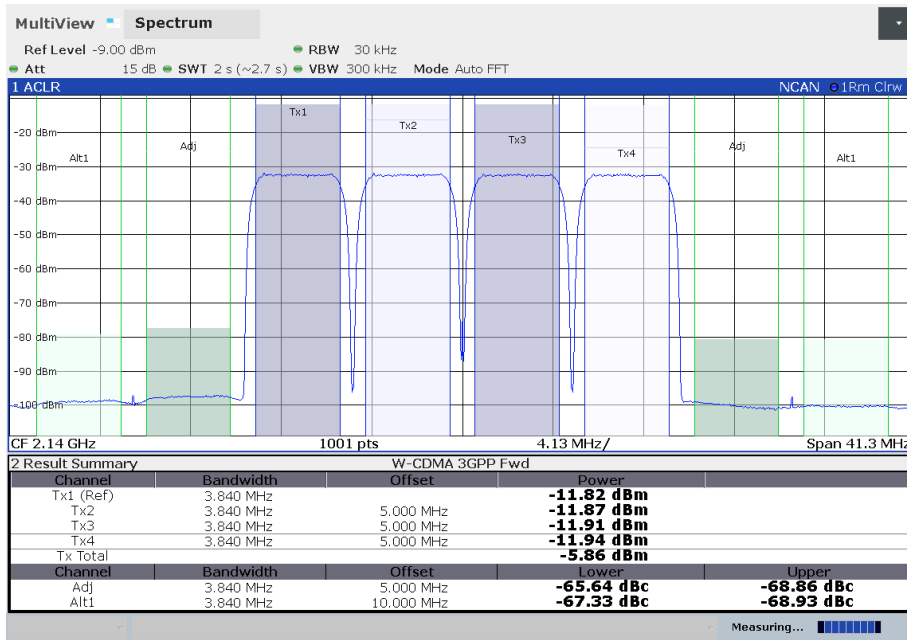 MultiView Spectrum
Ref Level -9.00 dBm RBW 30 kHz
Att 15 dB SWT 2 s (~2.7 s) VBW 300 kHz Mode Auto FFT
1 ACLR NCAN 1Rm Clrw
Tx1
Tx2
-20 dBm
Tx3
Adj Adj
Tx4
Alt1 Alt1
-30 dBm
-40 dBm
-50 dBm
-60 dBm
-70 dBm
-80 dBm
-90 dBm
-100 dBm
CF 2.14 GHz 1001 pts 4.13 MHz/ Span 41.3 MHz
2 Result Summary W-CDMA 3GPP Fwd
Channel Bandwidth Offset Power
Tx1 (Ref) 3.840 MHz -11.82 dBm
Tx2 3.840 MHz 5.000 MHz -11.87 dBm
Tx3 3.840 MHz 5.000 MHz -11.91 dBm
Tx4 3.840 MHz 5.000 MHz -11.94 dBm
Tx Total -5.86 dBm
Channel Bandwidth Offset Lower Upper
Adj 3.840 MHz 5.000 MHz -65.64 dBc -68.86 dBc
Alt1 3.840 MHz 10.000 MHz -67.33 dBc -68.93 dBc
Measuring...